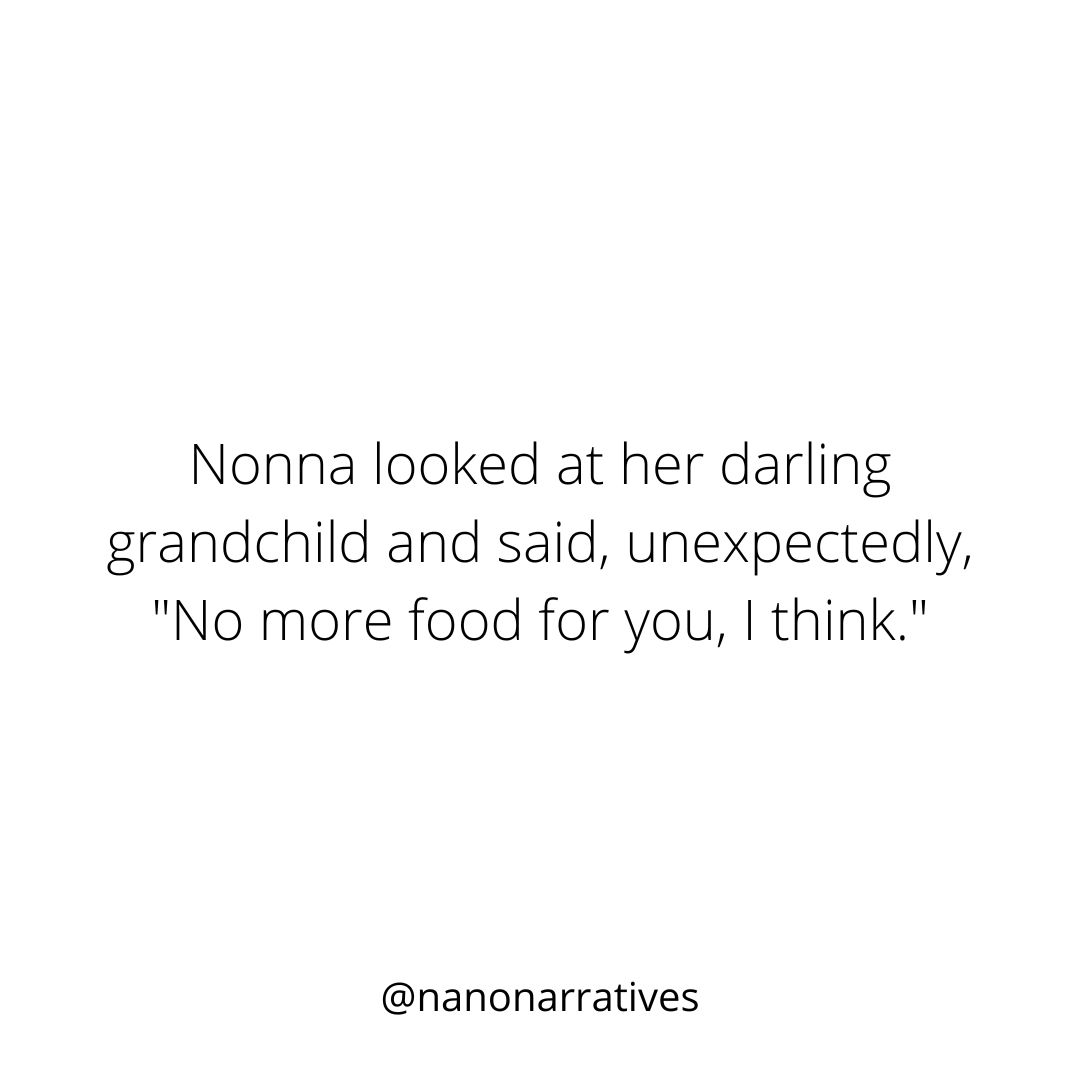 Nonna looked at her darling
grandchild and said, unexpectedly,
"No more food for you, I think."
@nanonarratives